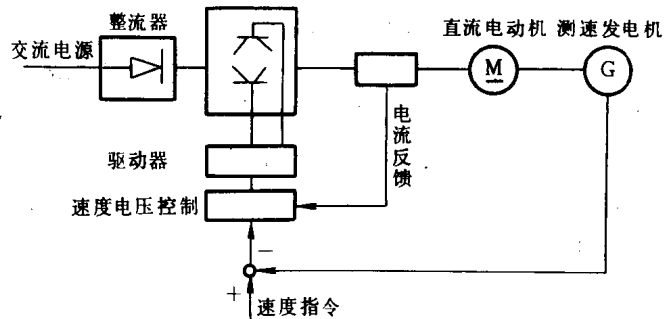 整流器
直流电动机 测速发电机
交流电源
M
G
电流反馈
驱动器
速度电压控制
−
+
速度指令